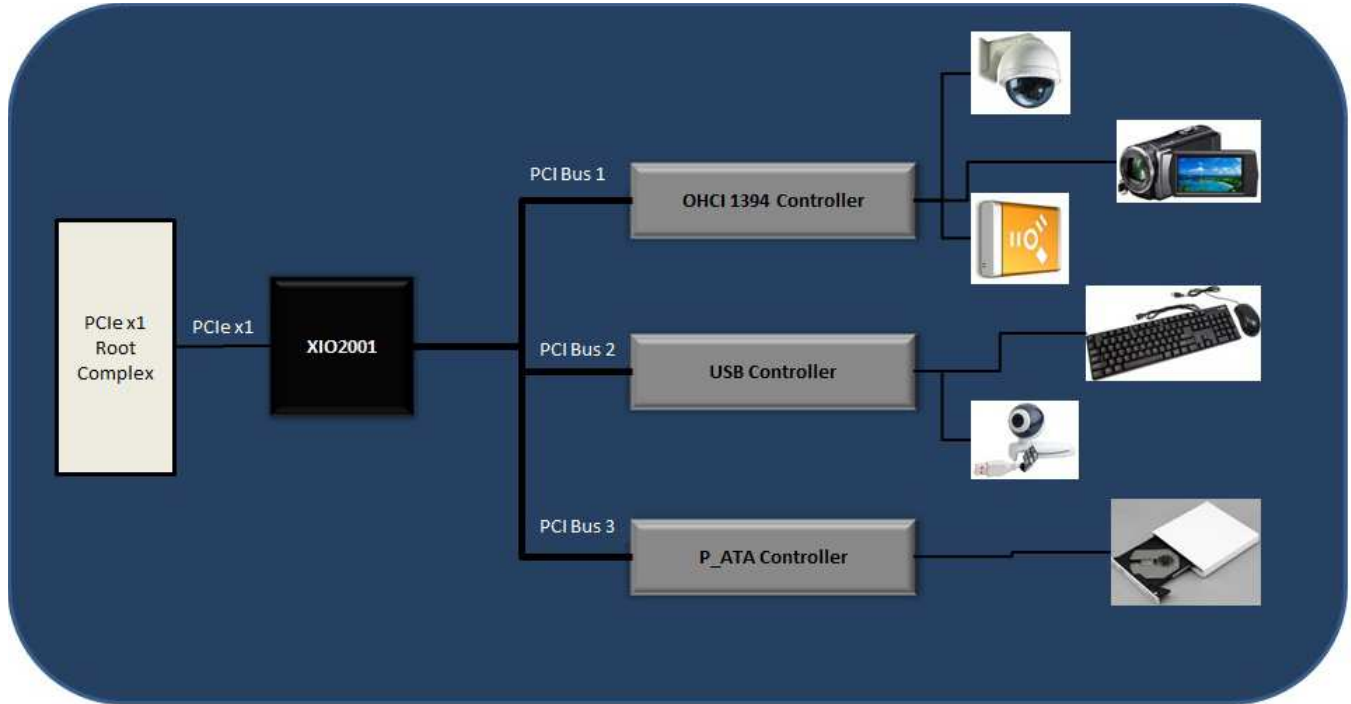 PCIe x1
Root
Complex
PCIe x1
XIO2001
PCI Bus 1
OHCI 1394 Controller
PCI Bus 2
USB Controller
PCI Bus 3
P_ATA Controller